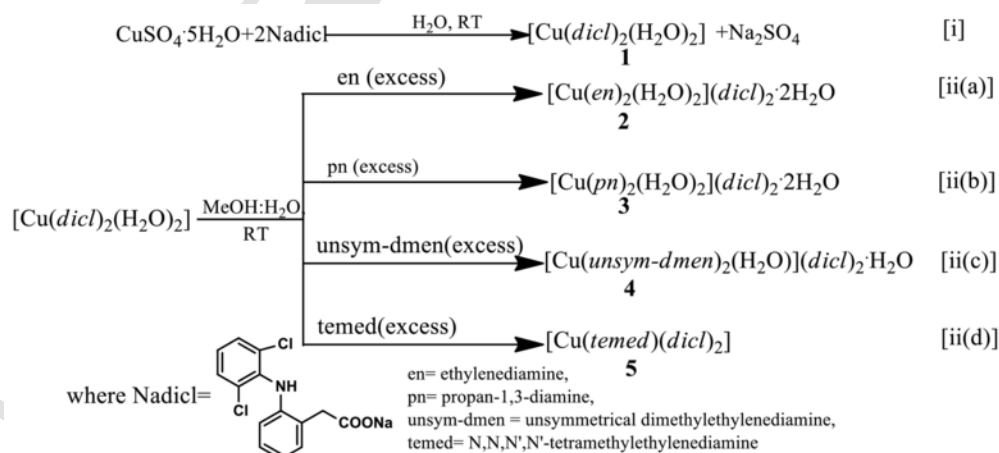 CuSO₄·5H₂O+2Nadicl H₂O, RT [Cu(dicl)₂(H₂O)₂] +Na₂SO₄ [i]
1
en (excess) [Cu(en)₂(H₂O)₂](dicl)₂·2H₂O [ii(a)]
2
pn (excess) [Cu(pn)₂(H₂O)₂](dicl)₂·2H₂O [ii(b)]
3
[Cu(dicl)₂(H₂O)₂] MeOH:H₂O
RT
unsym-dmen(excess) [Cu(unsym-dmen)₂(H₂O)](dicl)₂·H₂O [ii(c)]
4
temed(excess) [Cu(temed)(dicl)₂] [ii(d)]
5
where Nadicl=
Cl
NH
Cl
COONa
en= ethylenediamine,
pn= propan-1,3-diamine,
unsym-dmen = unsymmetrical dimethylethylenediamine,
temed= N,N,N',N'-tetramethylethylenediamine